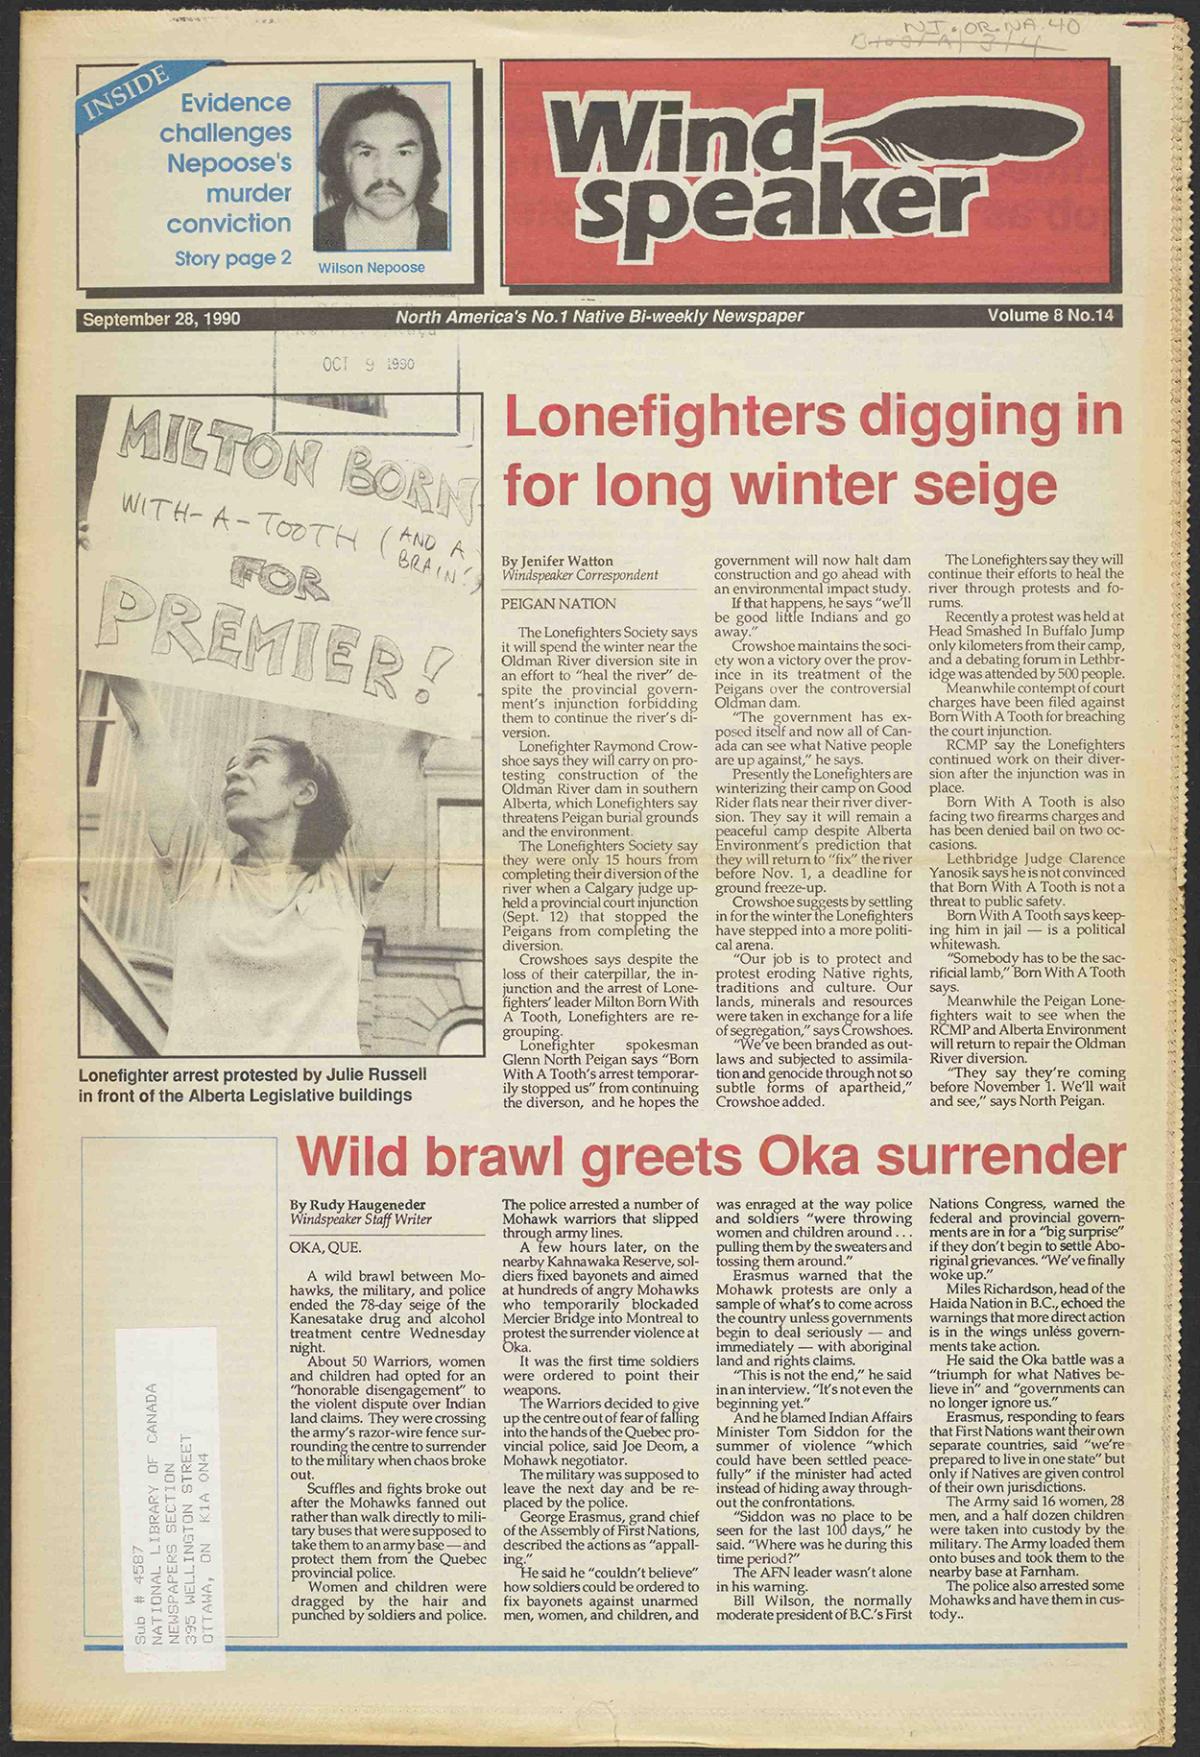 NI.OR.NA.40
INSIDE
Evidence
challenges
Nepoose's
murder
conviction
Story page 2
Wilson Nepoose
Wind
speaker
September 28, 1990
North America's No.1 Native Bi-weekly Newspaper
Volume 8 No.14
OCT 9 1990
MILTON BORN
WITH-A-TOOTH (AND A
BRAIN!)
FOR
PREMIER!
Lonefighter arrest protested by Julie Russell
in front of the Alberta Legislative buildings
Lonefighters digging in
for long winter seige
By Jenifer Watton
Windspeaker Correspondent
PEIGAN NATION
The Lonefighters Society says
it will spend the winter near the
Oldman River diversion site in
an effort to "heal the river" de-
spite the provincial govern-
ment's injunction forbidding
them to continue the river's di-
version.
Lonefighter Raymond Crow-
shoe says they will carry on pro-
testing construction of the
Oldman River dam in southern
Alberta, which Lonefighters say
threatens Peigan burial grounds
and the environment.
The Lonefighters Society say
they were only 15 hours from
completing their diversion of the
river when a Calgary judge up-
held a provincial court injunction
(Sept. 12) that stopped the
Peigans from completing the
diversion.
Crowshoes says despite the
loss of their caterpillar, the in-
junction and the arrest of Lone-
fighters' leader Milton Born With
A Tooth, Lonefighters are re-
grouping.
Lonefighter spokesman
Glenn North Peigan says "Born
With A Tooth's arrest temporar-
ily stopped us" from continuing
the diverson, and he hopes the
government will now halt dam
construction and go ahead with
an environmental impact study.
If that happens, he says "we'll
be good little Indians and go
away."
Crowshoe maintains the soci-
ety won a victory over the prov-
ince in its treatment of the
Peigans over the controversial
Oldman dam.
"The government has ex-
posed itself and now all of Can-
ada can see what Native people
are up against," he says.
Presently the Lonefighters are
winterizing their camp on Good
Rider flats near their river diver-
sion. They say it will remain a
peaceful camp despite Alberta
Environment's prediction that
they will return to "fix" the river
before Nov. 1, a deadline for
ground freeze-up.
Crowshoe suggests by settling
in for the winter the Lonefighters
have stepped into a more politi-
cal arena.
"Our job is to protect and
protest eroding Native rights,
traditions and culture. Our
lands, minerals and resources
were taken in exchange for a life
of segregation," says Crowshoes.
"We've been branded as out-
laws and subjected to assimila-
tion and genocide through not so
subtle forms of apartheid,"
Crowshoe added.
The Lonefighters say they will
continue their efforts to heal the
river through protests and fo-
rums.
Recently a protest was held at
Head Smashed In Buffalo Jump
only kilometers from their camp,
and a debating forum in Lethbr-
idge was attended by 500 people.
Meanwhile contempt of court
charges have been filed against
Born With A Tooth for breaching
the court injunction.
RCMP say the Lonefighters
continued work on their diver-
sion after the injunction was in
place.
Born With A Tooth is also
facing two firearms charges and
has been denied bail on two oc-
casions.
Lethbridge Judge Clarence
Yanosik says he is not convinced
that Born With A Tooth is not a
threat to public safety.
Born With A Tooth says keep-
ing him in jail — is a political
whitewash.
"Somebody has to be the sac-
rificial lamb," Born With A Tooth
says.
Meanwhile the Peigan Lone-
fighters wait to see when the
RCMP and Alberta Environment
will return to repair the Oldman
River diversion.
"They say they're coming
before November 1. We'll wait
and see," says North Peigan.
Wild brawl greets Oka surrender
By Rudy Haugeneder
Windspeaker Staff Writer
OKA, QUE.
A wild brawl between Mo-
hawks, the military, and police
ended the 78-day seige of the
Kanesatake drug and alcohol
treatment centre Wednesday
night.
About 50 Warriors, women
and children had opted for an
"honorable disengagement" to
the violent dispute over Indian
land claims. They were crossing
the army's razor-wire fence sur-
rounding the centre to surrender
to the military when chaos broke
out.
Scuffles and fights broke out
after the Mohawks fanned out
rather than walk directly to mili-
tary buses that were supposed to
take them to an army base — and
protect them from the Quebec
provincial police.
Women and children were
dragged by the hair and
punched by soldiers and police.
The police arrested a number of
Mohawk warriors that slipped
through army lines.
A few hours later, on the
nearby Kahnawaka Reserve, sol-
diers fixed bayonets and aimed
at hundreds of angry Mohawks
who temporarily blockaded
Mercier Bridge into Montreal to
protest the surrender violence at
Oka.
It was the first time soldiers
were ordered to point their
weapons.
The Warriors decided to give
up the centre out of fear of falling
into the hands of the Quebec pro-
vincial police, said Joe Deom, a
Mohawk negotiator.
The military was supposed to
leave the next day and be re-
placed by the police.
George Erasmus, grand chief
of the Assembly of First Nations,
described the actions as "appall-
ing."
He said he "couldn't believe"
how soldiers could be ordered to
fix bayonets against unarmed
men, women, and children, and
was enraged at the way police
and soldiers "were throwing
women and children around . . .
pulling them by the sweaters and
tossing them around."
Erasmus warned that the
Mohawk protests are only a
sample of what's to come across
the country unless governments
begin to deal seriously — and
immediately — with aboriginal
land and rights claims.
"This is not the end," he said
in an interview. "It's not even the
beginning yet."
And he blamed Indian Affairs
Minister Tom Siddon for the
summer of violence "which
could have been settled peace-
fully" if the minister had acted
instead of hiding away through-
out the confrontations.
"Siddon was no place to be
seen for the last 100 days," he
said. "Where was he during this
time period?"
The AFN leader wasn't alone
in his warning.
Bill Wilson, the normally
moderate president of B.C.'s First
Nations Congress, warned the
federal and provincial govern-
ments are in for a "big surprise"
if they don't begin to settle Abo-
riginal grievances. "We've finally
woke up."
Miles Richardson, head of the
Haida Nation in B.C., echoed the
warnings that more direct action
is in the wings unless govern-
ments take action.
He said the Oka battle was a
"triumph for what Natives be-
lieve in" and "governments can
no longer ignore us."
Erasmus, responding to fears
that First Nations want their own
separate countries, said "we're
prepared to live in one state" but
only if Natives are given control
of their own jurisdictions.
The Army said 16 women, 28
men, and a half dozen children
were taken into custody by the
military. The Army loaded them
onto buses and took them to the
nearby base at Farnham.
The police also arrested some
Mohawks and have them in cus-
tody..
Sub # 4587
NATIONAL LIBRARY OF CANADA
NEWSPAPERS SECTION
395 WELLINGTON STREET
OTTAWA, ON K1A ON4